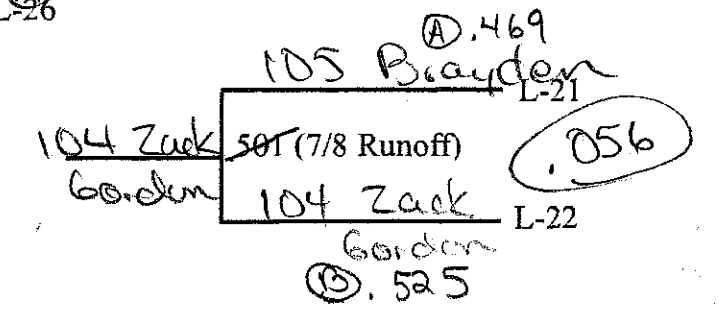 L-26
Ⓐ .469
105 Brayden
L-21
104 Zack 501 (7/8 Runoff) .056
Gordon 104 Zack
L-22
Gordon
Ⓑ .525